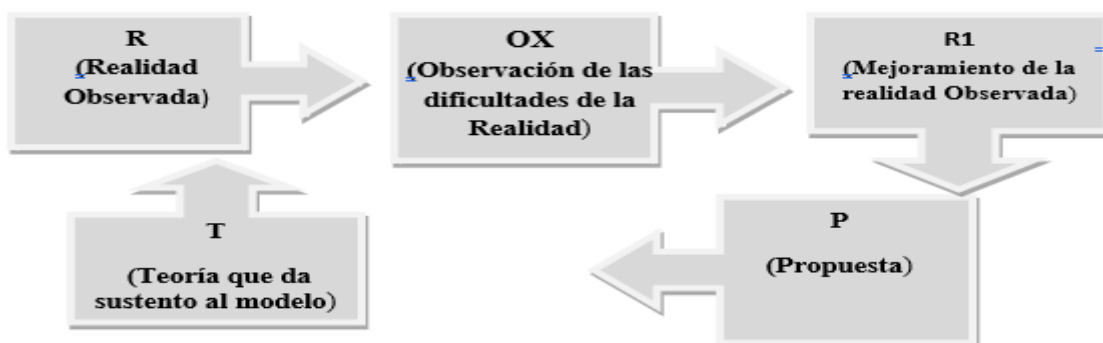 R
(Realidad
Observada)
OX
(Observación de las
dificultades de la
Realidad)
R1
(Mejoramiento de la
realidad Observada)
T
(Teoría que da
sustento al modelo)
P
(Propuesta)